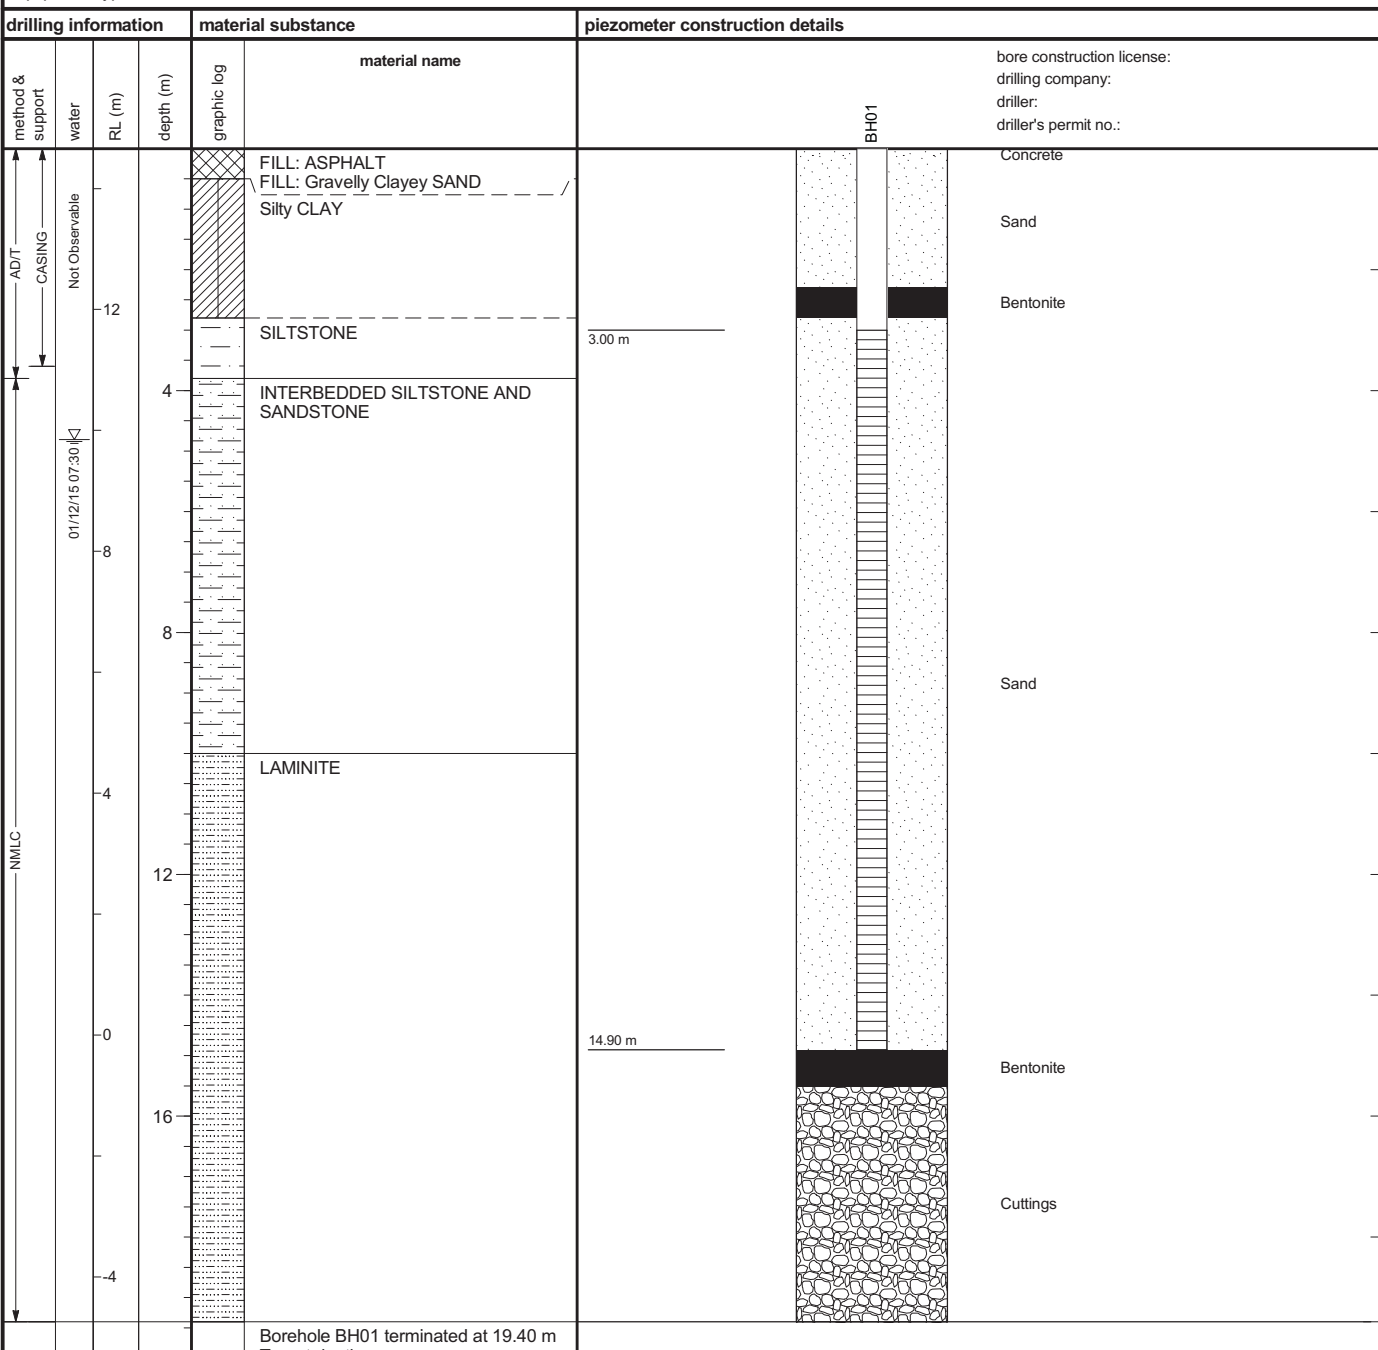 drilling information
material substance
piezometer construction details
method &
support
water
RL (m)
depth (m)
graphic log
material name
BH01
bore construction license:
drilling company:
driller:
driller's permit no.:
AD/T
CASING
Not Observable
FILL: ASPHALT
FILL: Gravelly Clayey SAND
Silty CLAY
Concrete
Sand
12
Bentonite
SILTSTONE
3.00 m
4
INTERBEDDED SILTSTONE AND
SANDSTONE
01/12/15 07:30
8
8
Sand
LAMINITE
4
NMLC
12
0
14.90 m
Bentonite
16
Cuttings
-4
Borehole BH01 terminated at 19.40 m